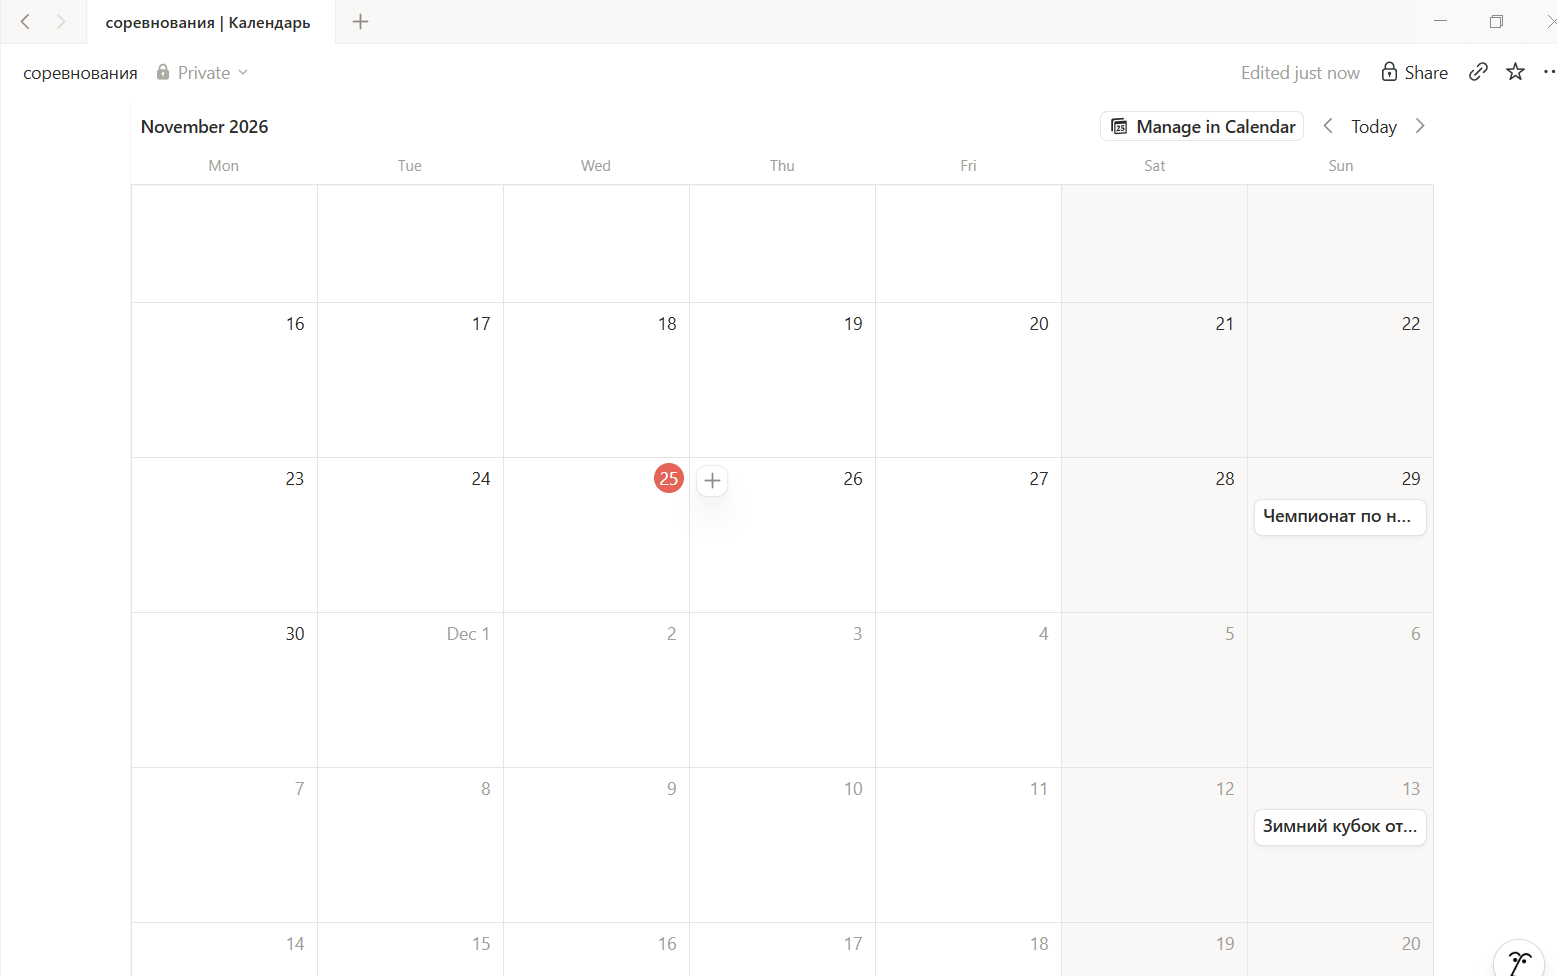 соревнования | Календарь
соревнования Private Edited just now Share
November 2026 Manage in Calendar Today
Mon Tue Wed Thu Fri Sat Sun
16 17 18 19 20 21 22
23 24 25 26 27 28 29
Чемпионат по н...
30 Dec 1 2 3 4 5 6
7 8 9 10 11 12 13
Зимний кубок от...
14 15 16 17 18 19 20